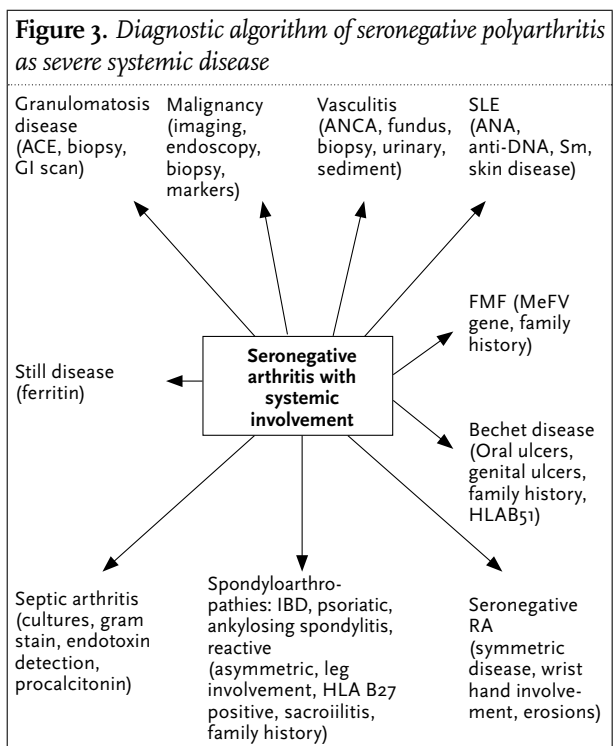 Figure 3. Diagnostic algorithm of seronegative polyarthritis
as severe systemic disease
Granulomatosis
disease
(ACE, biopsy,
GI scan)
Malignancy
(imaging,
endoscopy,
biopsy,
markers)
Vasculitis
(ANCA, fundus,
biopsy, urinary,
sediment)
SLE
(ANA,
anti-DNA, Sm,
skin disease)
FMF (MeFV
gene, family
history)
Seronegative
arthritis with
systemic
involvement
Still disease
(ferritin)
Bechet disease
(Oral ulcers,
genital ulcers,
family history,
HLAB51)
Septic arthritis
(cultures, gram
stain, endotoxin
detection,
procalcitonin)
Spondyloarthro-
pathies: IBD, psoriatic,
ankylosing spondylitis,
reactive
(asymmetric, leg
involvement, HLA B27
positive, sacroiilitis,
family history)
Seronegative
RA
(symmetric
disease, wrist
hand involve-
ment, erosions)